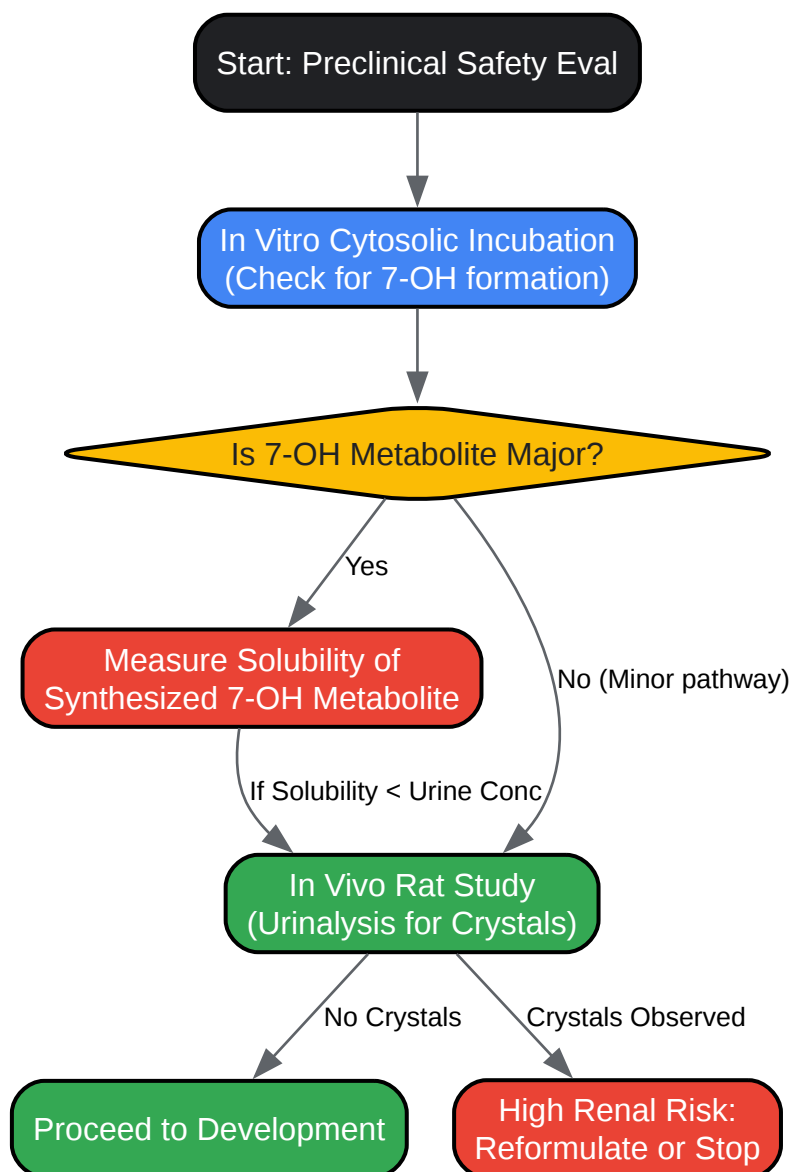 Start: Preclinical Safety Eval
In Vitro Cytosolic Incubation
(Check for 7-OH formation)
Is 7-OH Metabolite Major?
Yes
Measure Solubility of
Synthesized 7-OH Metabolite
No (Minor pathway)
If Solubility < Urine Conc
In Vivo Rat Study
(Urinalysis for Crystals)
No Crystals
Crystals Observed
Proceed to Development
High Renal Risk:
Reformulate or Stop